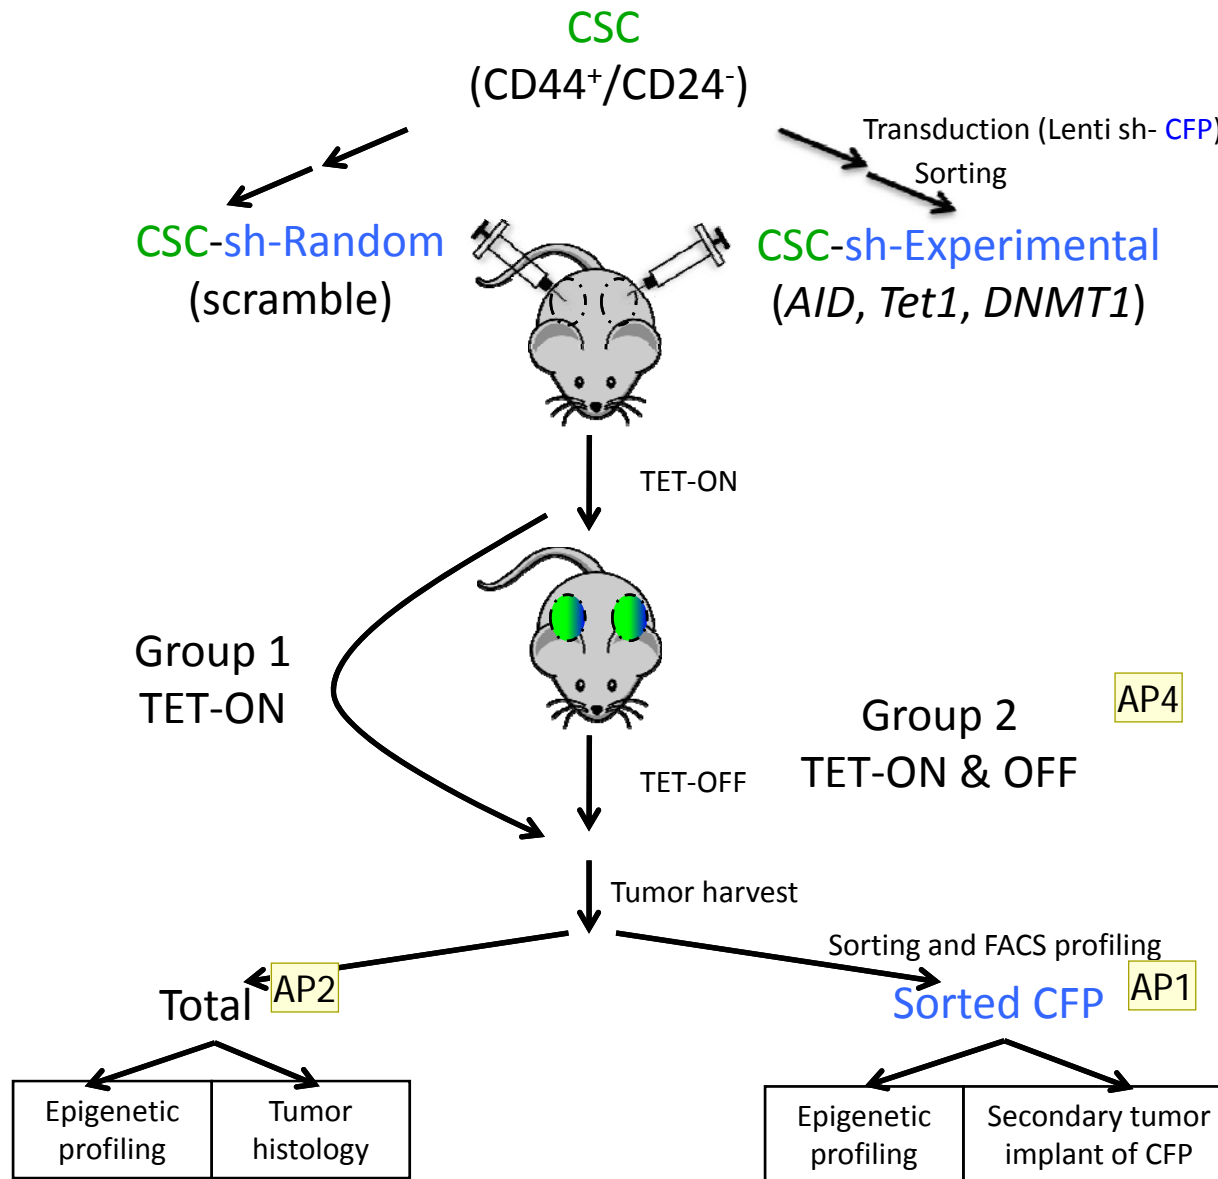 CSC
(CD44⁺/CD24⁻)
Transduction (Lenti sh- CFP)
Sorting
CSC-sh-Random
(scramble)
CSC-sh-Experimental
(AID, Tet1, DNMT1)
TET-ON
Group 1
TET-ON
Group 2
TET-ON & OFF
AP4
TET-OFF
Tumor harvest
Sorting and FACS profiling
Total
AP2
Sorted CFP
AP1
Epigenetic
profiling
Tumor
histology
Epigenetic
profiling
Secondary tumor
implant of CFP